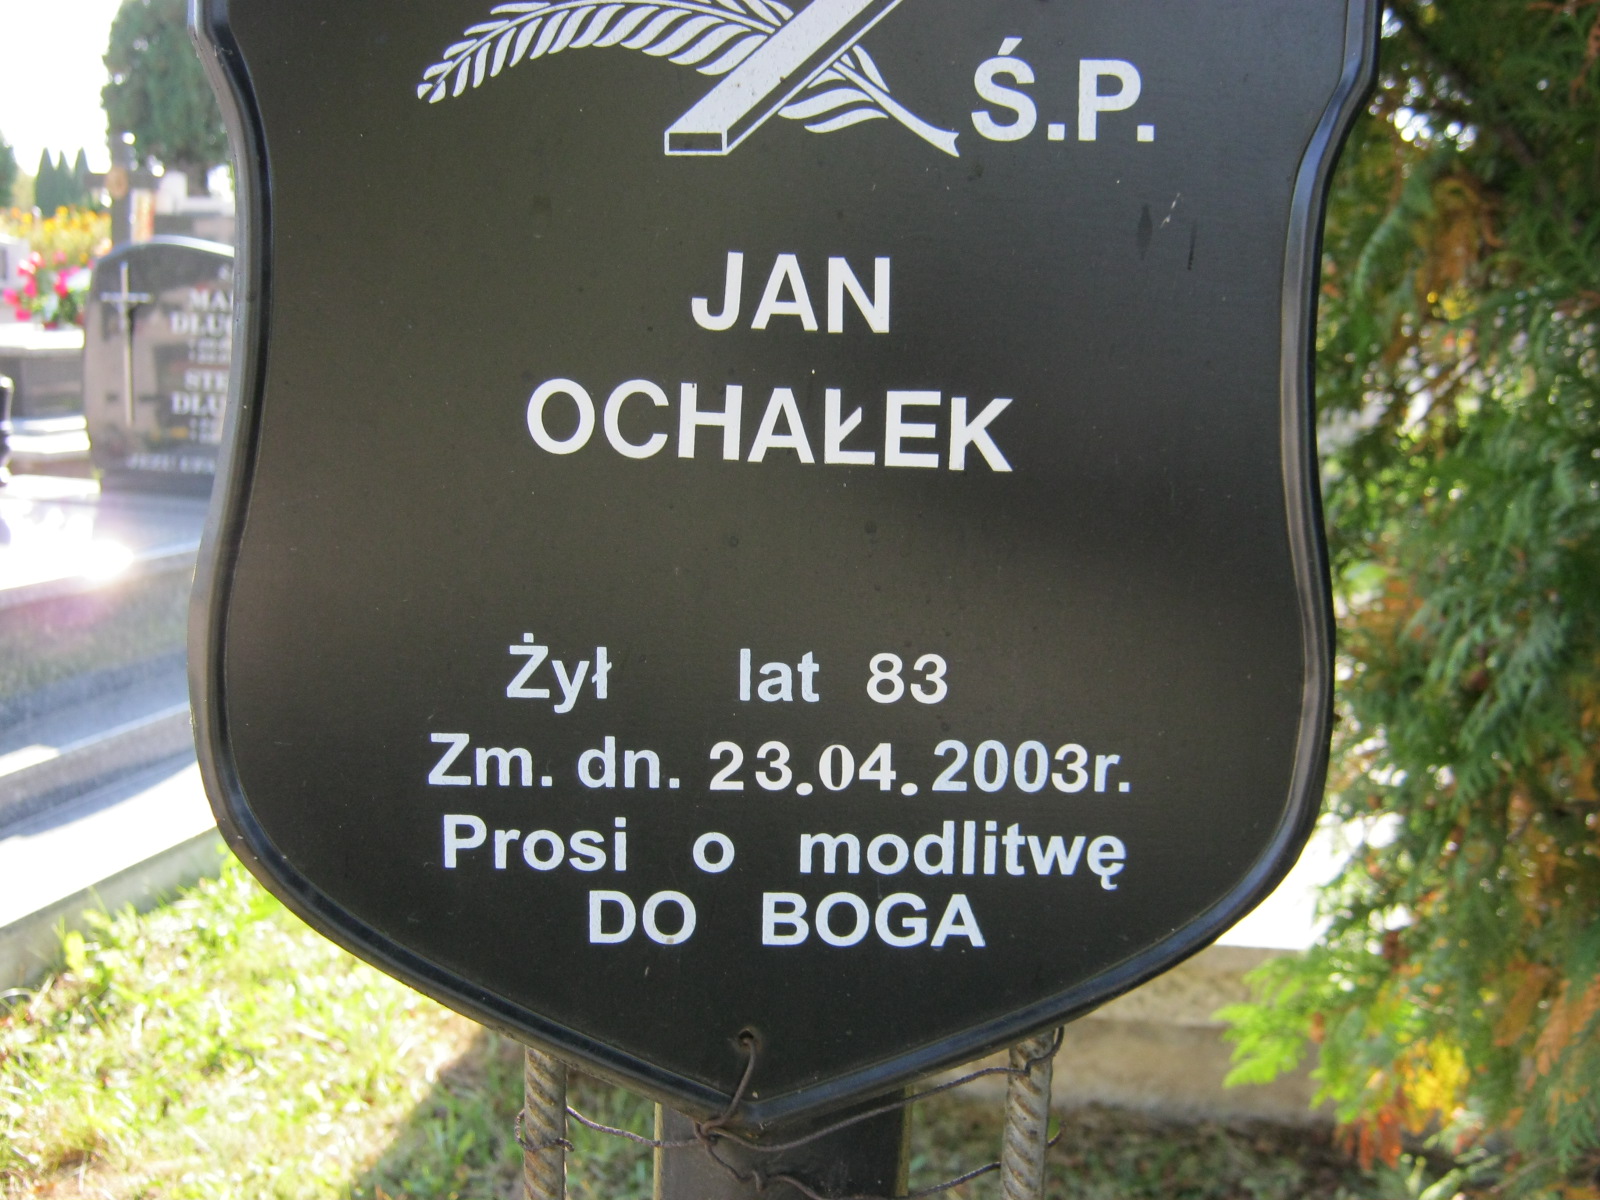 Ś.P.
JAN
OCHAŁEK
Żył lat 83
Zm. dn. 23.04.2003r.
Prosi o modlitwę
DO BOGA